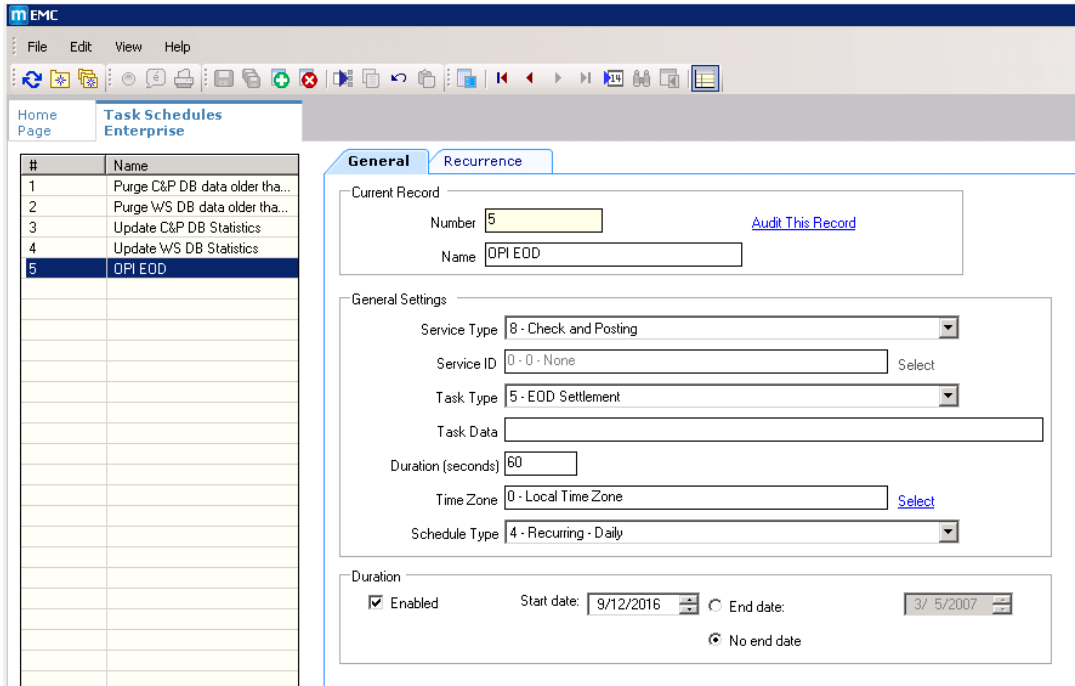 m EMC
File Edit View Help
14
Home Page
Task Schedules Enterprise
# Name
1 Purge C&P DB data older tha...
2 Purge WS DB data older tha...
3 Update C&P DB Statistics
4 Update WS DB Statistics
5 OPI EOD
General Recurrence
Current Record
Number 5 Audit This Record
Name OPI EOD
General Settings
Service Type 8 - Check and Posting
Service ID 0 - 0 - None Select
Task Type 5 - EOD Settlement
Task Data
Duration (seconds) 60
Time Zone 0 - Local Time Zone Select
Schedule Type 4 - Recurring - Daily
Duration
Enabled Start date: 9/12/2016 End date: 3/ 5/2007
No end date